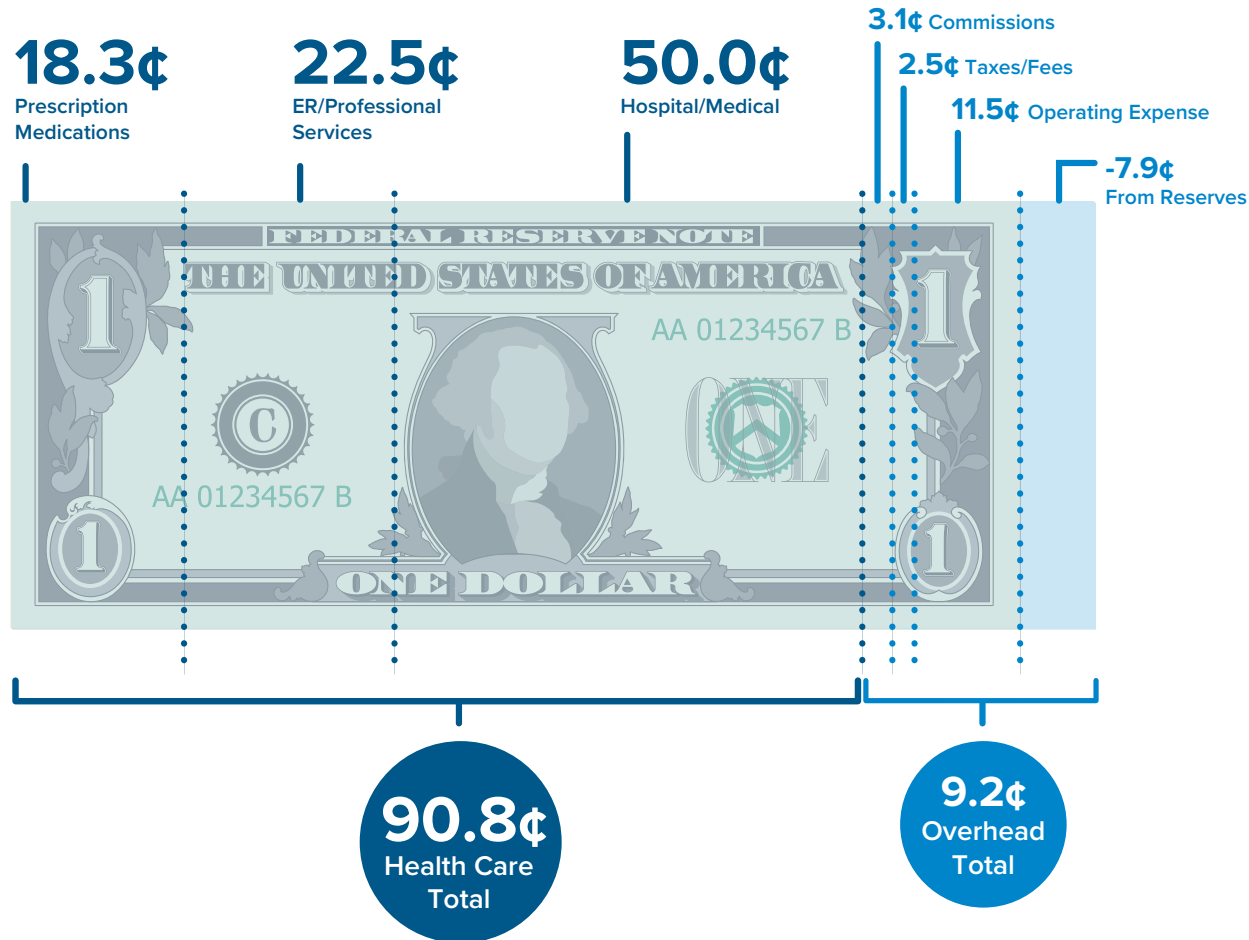 18.3¢
Prescription
Medications
22.5¢
ER/Professional
Services
50.0¢
Hospital/Medical
3.1¢ Commissions
2.5¢ Taxes/Fees
11.5¢ Operating Expense
-7.9¢
From Reserves
FEDERAL RESERVE NOTE
THE UNITED STATES OF AMERICA
1
1
AA 01234567 B
C
ONE
AA 01234567 B
1
1
ONE DOLLAR
90.8¢
Health Care
Total
9.2¢
Overhead
Total